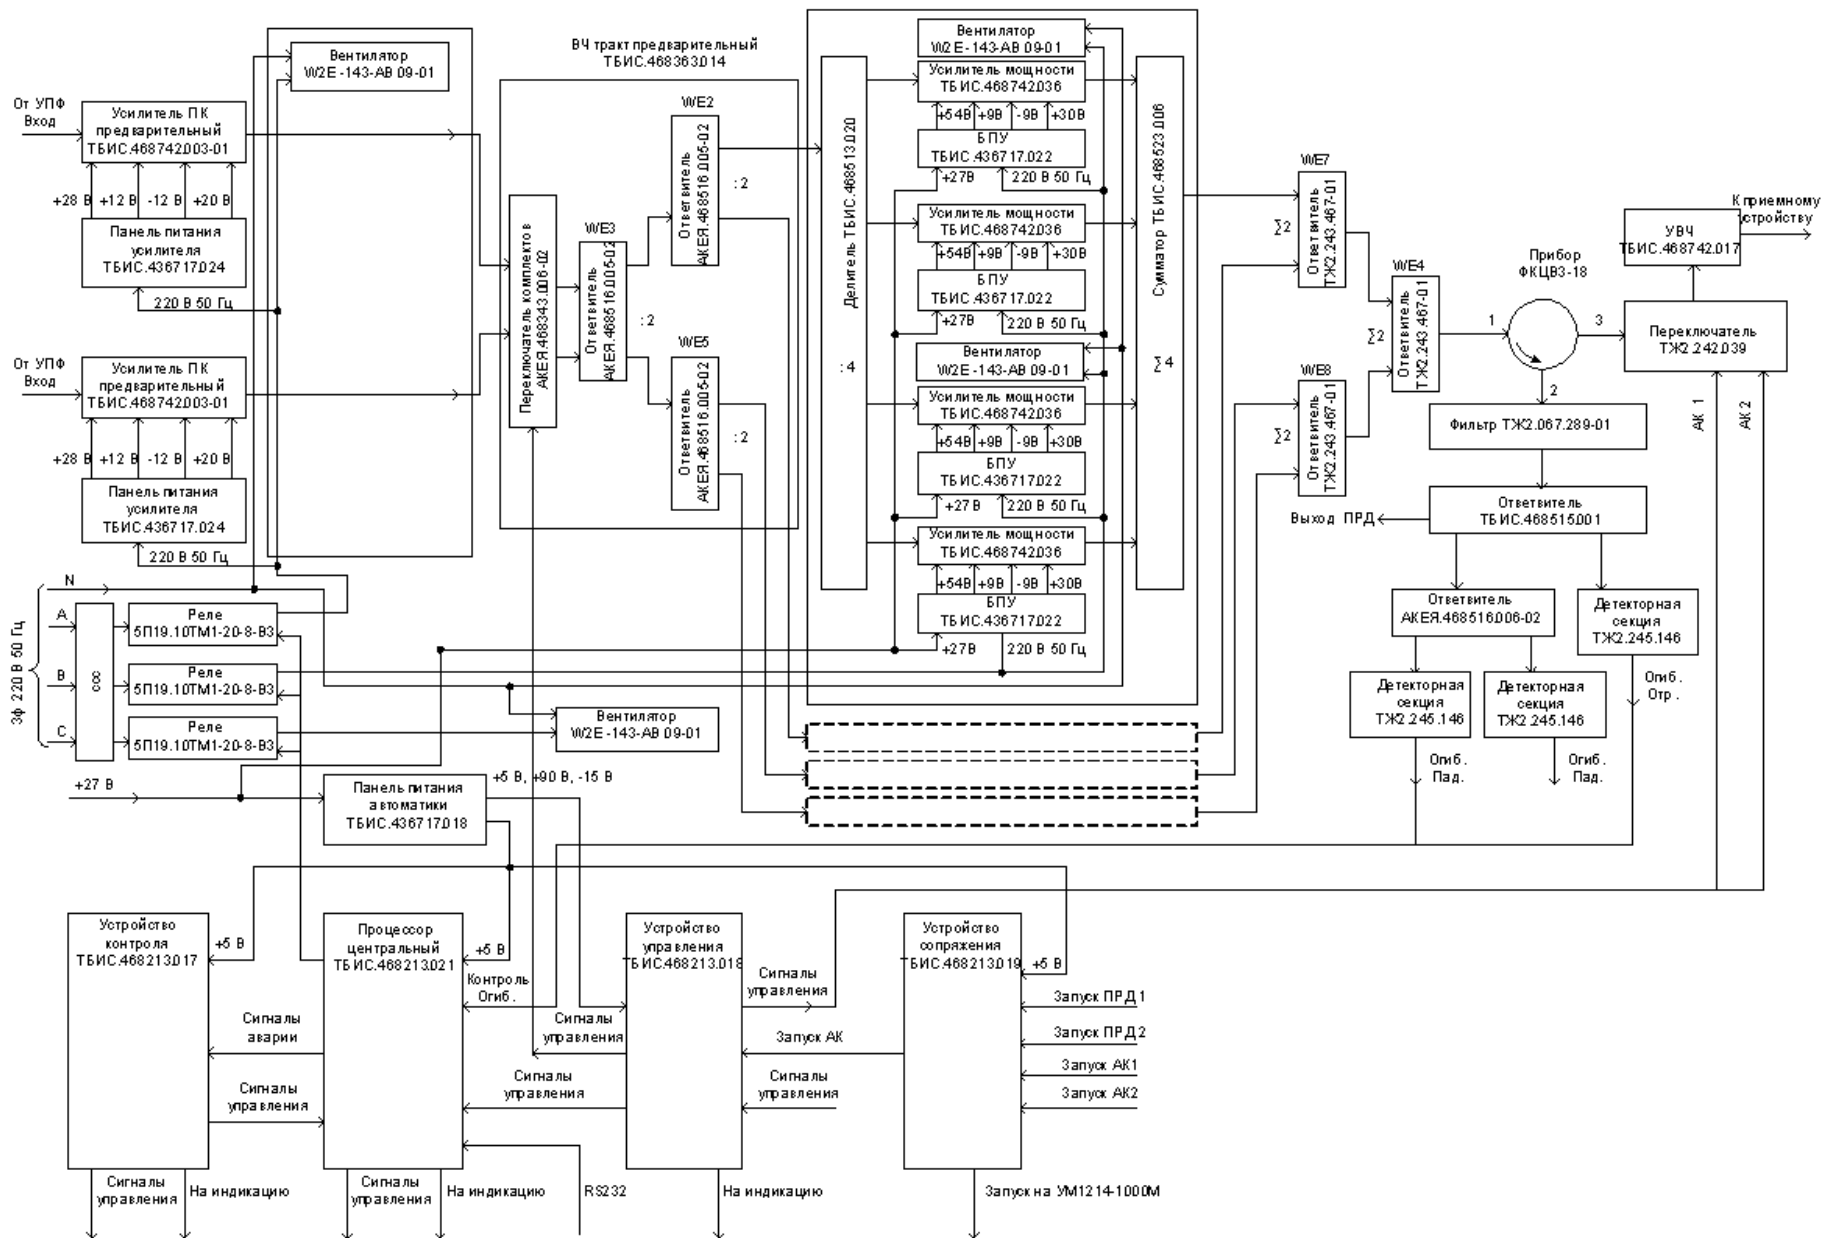 Вентилятор
W2E-143-АВ 09-01
От УПФ
Вход
Усилитель ПК
предварительный
ТБИС.468742.003-01
+28 В
+12 В
-12 В
+20 В
Панель питания
усилителя
ТБИС.436717.024
220 В 50 Гц
От УПФ
Вход
Усилитель ПК
предварительный
ТБИС.468742.003-01
+28 В
+12 В
-12 В
+20 В
Панель питания
усилителя
ТБИС.436717.024
220 В 50 Гц
ВЧ тракт предварительный
ТБИС.468363.014
Переключатель комплектов
АКЕЯ.468343.006-02
WE3
Ответвитель
АКЕЯ.468516.005-02
: 2
WE2
Ответвитель
АКЕЯ.468516.005-02
: 2
WE5
Ответвитель
АКЕЯ.468516.005-02
: 2
Делитель ТБИС.468513.020
: 4
Вентилятор
W2E-143-АВ 09-01
Усилитель мощности
ТБИС.468742.036
+54В
+9В
-9В
+30В
БПУ
ТБИС.436717.022
+27В
220 В 50 Гц
Усилитель мощности
ТБИС.468742.036
+54В
+9В
-9В
+30В
БПУ
ТБИС.436717.022
+27В
220 В 50 Гц
Вентилятор
W2E-143-АВ 09-01
Усилитель мощности
ТБИС.468742.036
+54В
+9В
-9В
+30В
БПУ
ТБИС.436717.022
+27В
220 В 50 Гц
Усилитель мощности
ТБИС.468742.036
+54В
+9В
-9В
+30В
БПУ
ТБИС.436717.022
+27В
220 В 50 Гц
Сумматор ТБИС.468523.006
∑4
WE7
Ответвитель
ТЖ2.243.467-01
∑2
WE8
Ответвитель
ТЖ2.243.467-01
∑2
WE4
Ответвитель
ТЖ2.243.467-01
∑2
Прибор
ФКЦВ3-18
1
2
3
К приемному
устройству
УВЧ
ТБИС.468742.017
Переключатель
ТЖ2.242.039
АК 1
АК 2
Фильтр ТЖ2.067.289-01
Ответвитель
ТБИС.468515.001
Выход ПРД
Ответвитель
АКЕЯ.468516.006-02
Детекторная
секция
ТЖ2.245.146
Огиб.
Отр.
Детекторная
секция
ТЖ2.245.146
Огиб.
Пад.
Детекторная
секция
ТЖ2.245.146
Огиб.
Пад.
3ф 220 В 50 Гц
N
A
B
C
ССС
Реле
5П19.10ТМ1-20-8-В3
Реле
5П19.10ТМ1-20-8-В3
Реле
5П19.10ТМ1-20-8-В3
Вентилятор
W2E-143-АВ 09-01
+27 В
Панель питания
автоматики
ТБИС.436717.018
+5 В, +90 В, -15 В
Устройство
контроля
ТБИС.468213.017
+5 В
Процессор
центральный
ТБИС.468213.021
+5 В
Контроль
Огиб.
Устройство
управления
ТБИС.468213.018
Сигналы
управления
Устройство
сопряжения
ТБИС.468213.019
+5 В
Запуск ПРД1
Запуск ПРД2
Запуск АК1
Запуск АК2
Сигналы
аварии
Сигналы
управления
Сигналы
управления
Сигналы
управления
Запуск АК
Сигналы
управления
Сигналы
управления
На индикацию
Сигналы
управления
На индикацию
RS232
На индикацию
Запуск на УМ1214-1000М